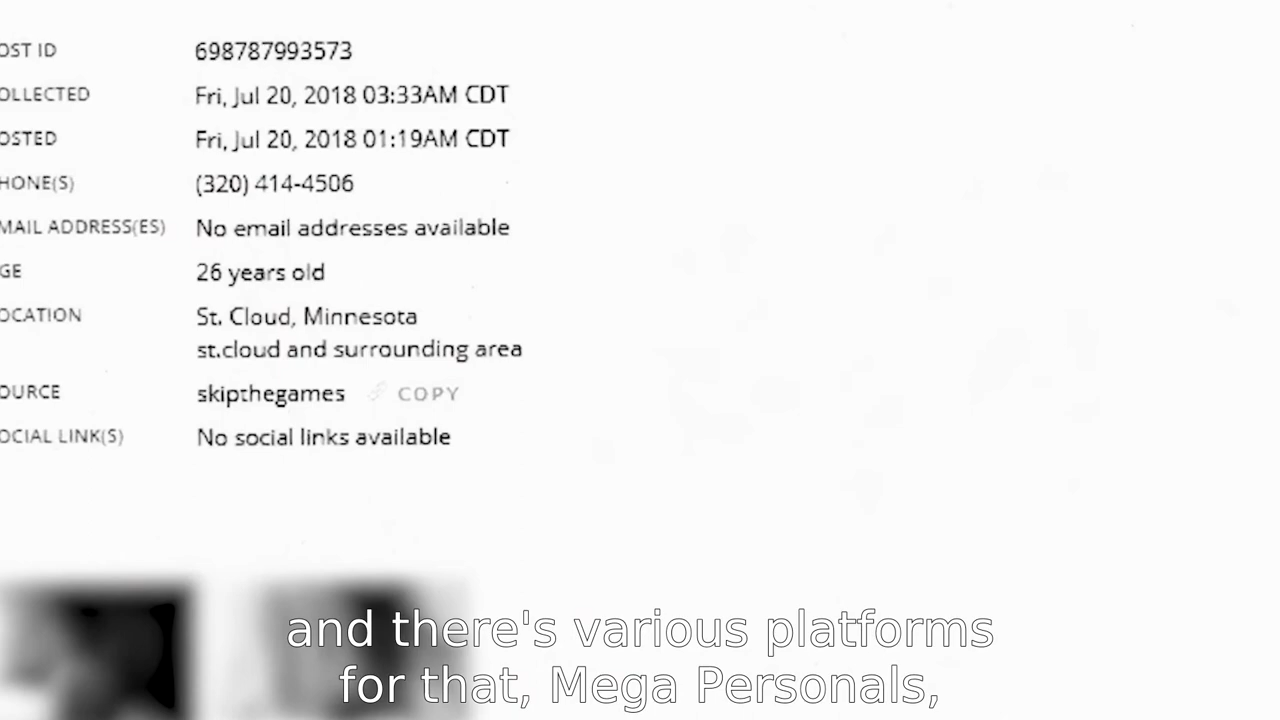 OST ID 698787993573
OLLECTED Fri, Jul 20, 2018 03:33AM CDT
OSTED Fri, Jul 20, 2018 01:19AM CDT
HONE(S) (320) 414-4506
MAIL ADDRESS(ES) No email addresses available
GE 26 years old
OCATION St. Cloud, Minnesota
st.cloud and surrounding area
OURCE skipthegames COPY
OCIAL LINK(S) No social links available
and there's various platforms
for that, Mega Personals,